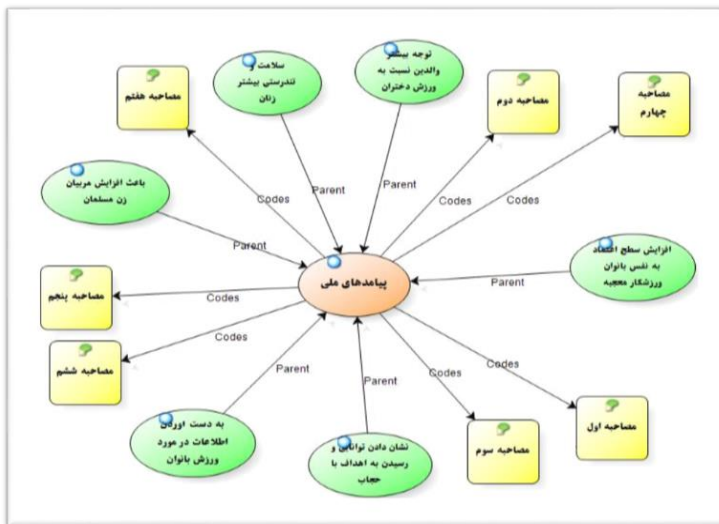 سلامت و
تندرستی بیشتر
زنان
توجه بیشتر
والدین نسبت به
ورزش دختران
مصاحبه هفتم
مصاحبه دوم
مصاحبه
چهارم
Codes
Parent
Parent
Codes
Codes
باعث افزایش مربیان
زن مسلمان
Parent
افزایش سطح اعتماد
به نفس بانوان
ورزشکار محجبه
Parent
پیامدهای ملی
مصاحبه پنجم
Codes
مصاحبه ششم
Codes
Parent
Parent
Codes
Codes
به دست اوردن
اطلاعات در مورد
ورزش بانوان
نشان دادن توانایی و
رسیدن به اهداف با
حجاب
مصاحبه سوم
مصاحبه اول